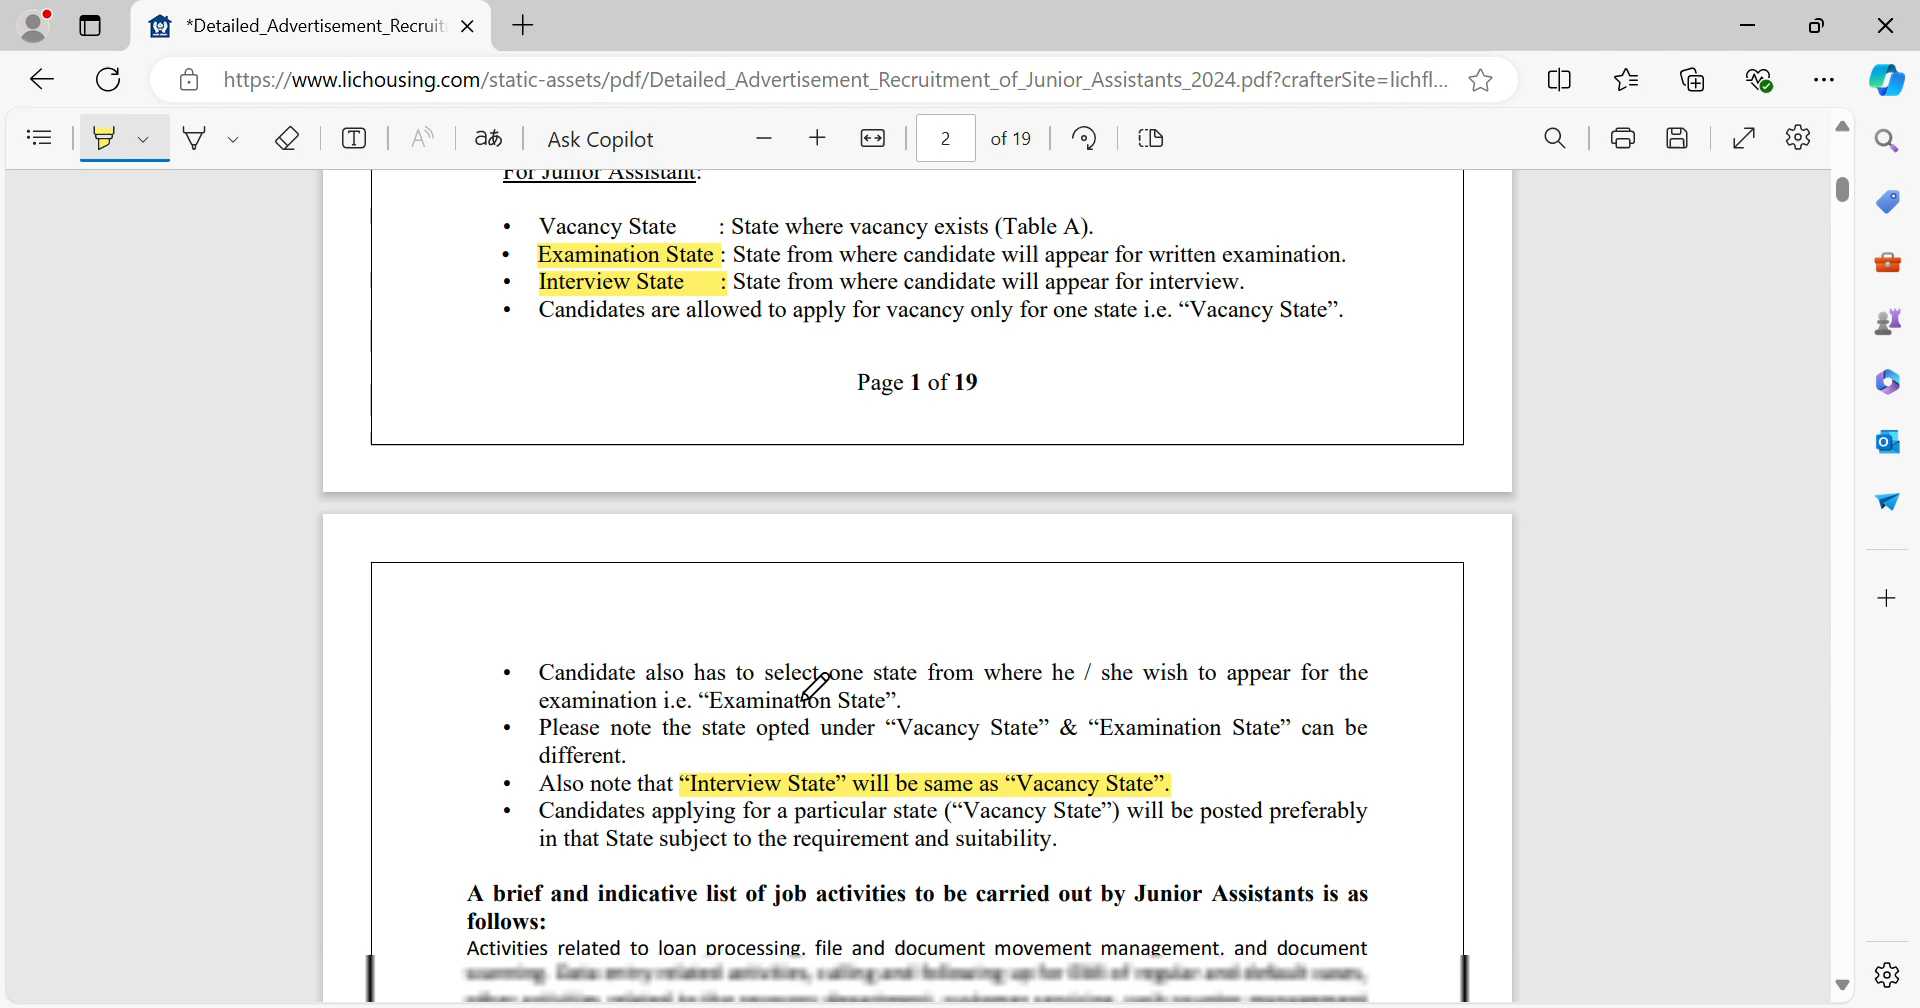 *Detailed_Advertisement_Recruit
https://www.lichousing.com/static-assets/pdf/Detailed_Advertisement_Recruitment_of_Junior_Assistants_2024.pdf?crafterSite=lichfl...
aあ Ask Copilot 2 of 19
For Junior Assistant:
• Vacancy State : State where vacancy exists (Table A).
• Examination State : State from where candidate will appear for written examination.
• Interview State : State from where candidate will appear for interview.
• Candidates are allowed to apply for vacancy only for one state i.e. “Vacancy State”.
Page 1 of 19
• Candidate also has to select one state from where he / she wish to appear for the
examination i.e. “Examination State”.
• Please note the state opted under “Vacancy State” & “Examination State” can be
different.
• Also note that “Interview State” will be same as “Vacancy State”.
• Candidates applying for a particular state (“Vacancy State”) will be posted preferably
in that State subject to the requirement and suitability.
A brief and indicative list of job activities to be carried out by Junior Assistants is as
follows:
Activities related to loan processing, file and document movement management, and document